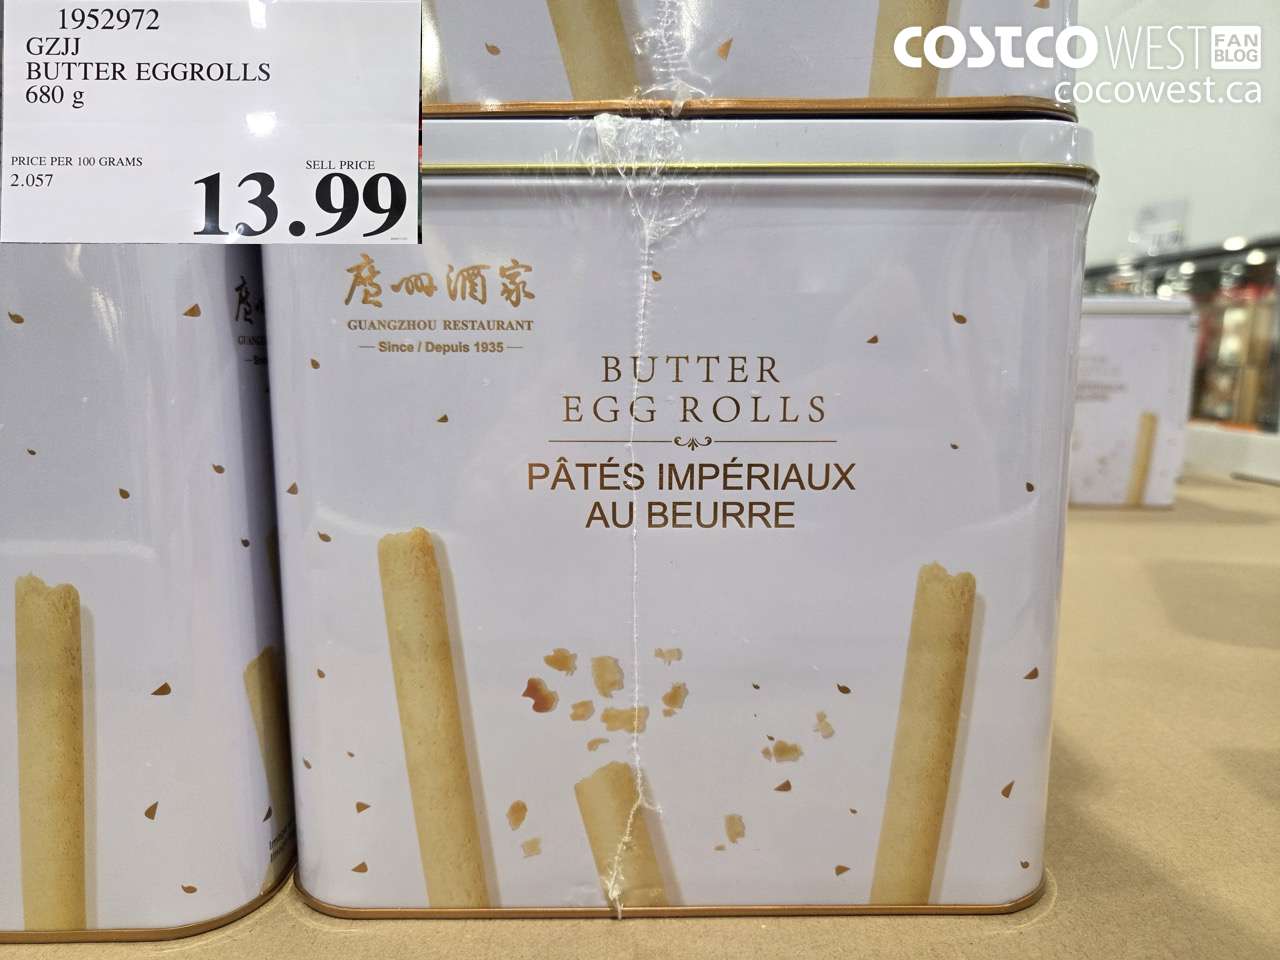 1952972
GZJJ
BUTTER EGGROLLS
680 g
PRICE PER 100 GRAMS
2.057
SELL PRICE
13.99
COSTCO WEST FAN BLOG
cocowest.ca
廣州酒家
GUANGZHOU RESTAURANT
Since / Depuis 1935
BUTTER
EGG ROLLS
PÂTÉS IMPÉRIAUX
AU BEURRE